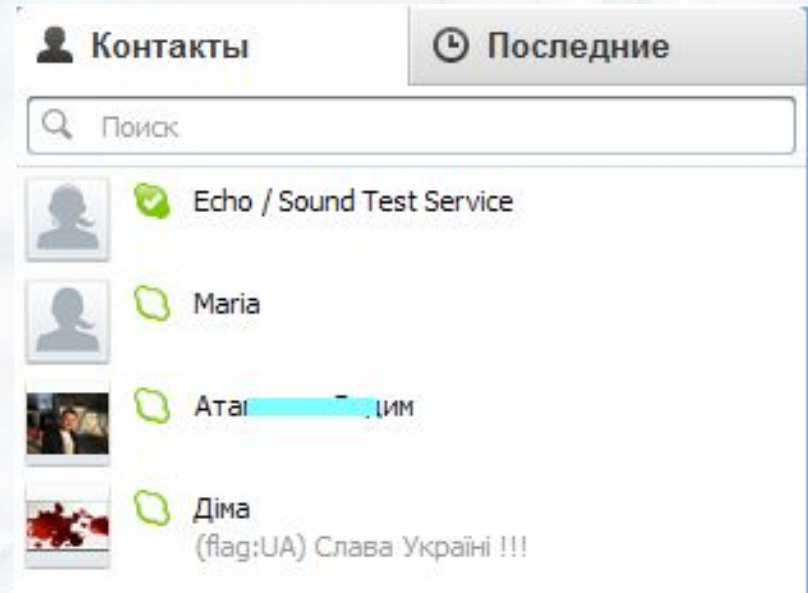 Контакты
Последние
Поиск
Echo / Sound Test Service
Maria
Діма
(flag:UA) Слава Україні !!!